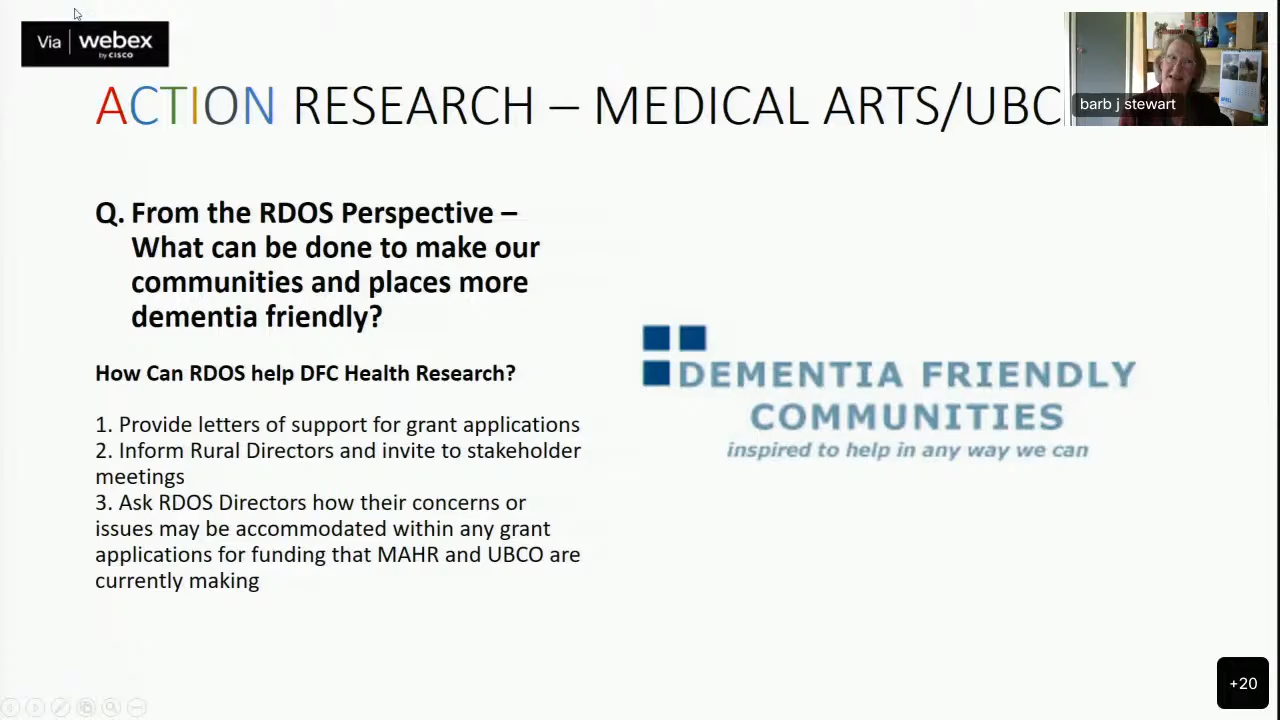 Via webex
by CISCO
ACTION RESEARCH – MEDICAL ARTS/UBC
barb j stewart
APRIL
Q. From the RDOS Perspective –
What can be done to make our
communities and places more
dementia friendly?
How Can RDOS help DFC Health Research?
1. Provide letters of support for grant applications
2. Inform Rural Directors and invite to stakeholder
meetings
3. Ask RDOS Directors how their concerns or
issues may be accommodated within any grant
applications for funding that MAHR and UBCO are
currently making
DEMENTIA FRIENDLY
COMMUNITIES
inspired to help in any way we can
+20